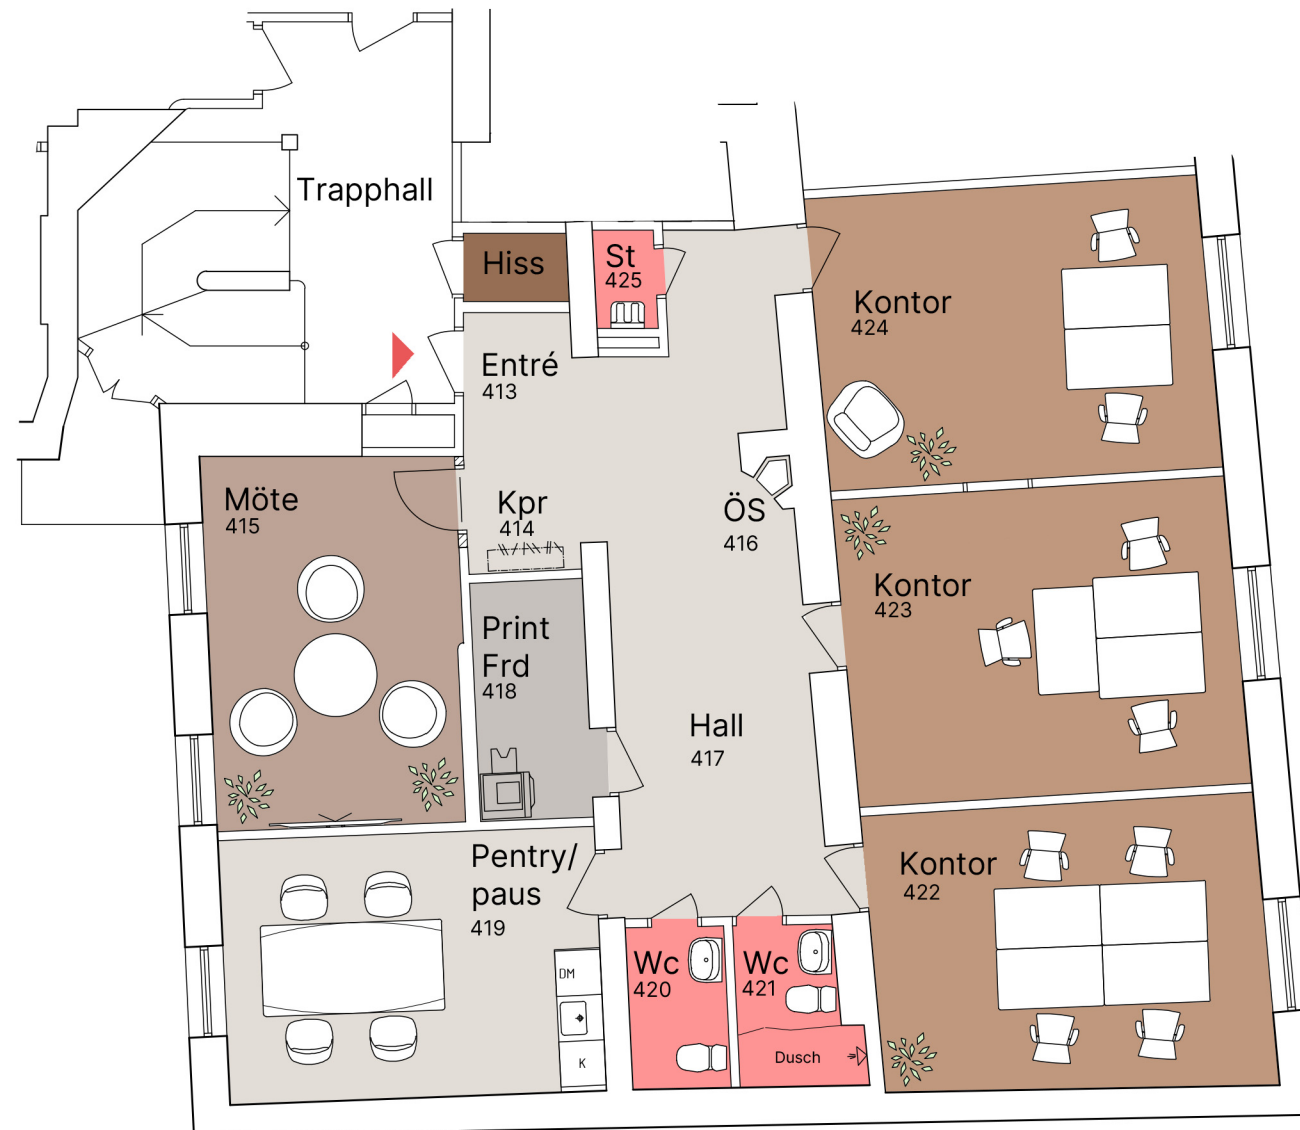 Trapphall
Hiss
St
425
Entré
413
Kontor
424
Möte
415
Kpr
414
ÖS
416
Kontor
423
Print
Frd
418
Hall
417
Pentry/
paus
419
Kontor
422
DM
K
Wc
420
Wc
421
Dusch